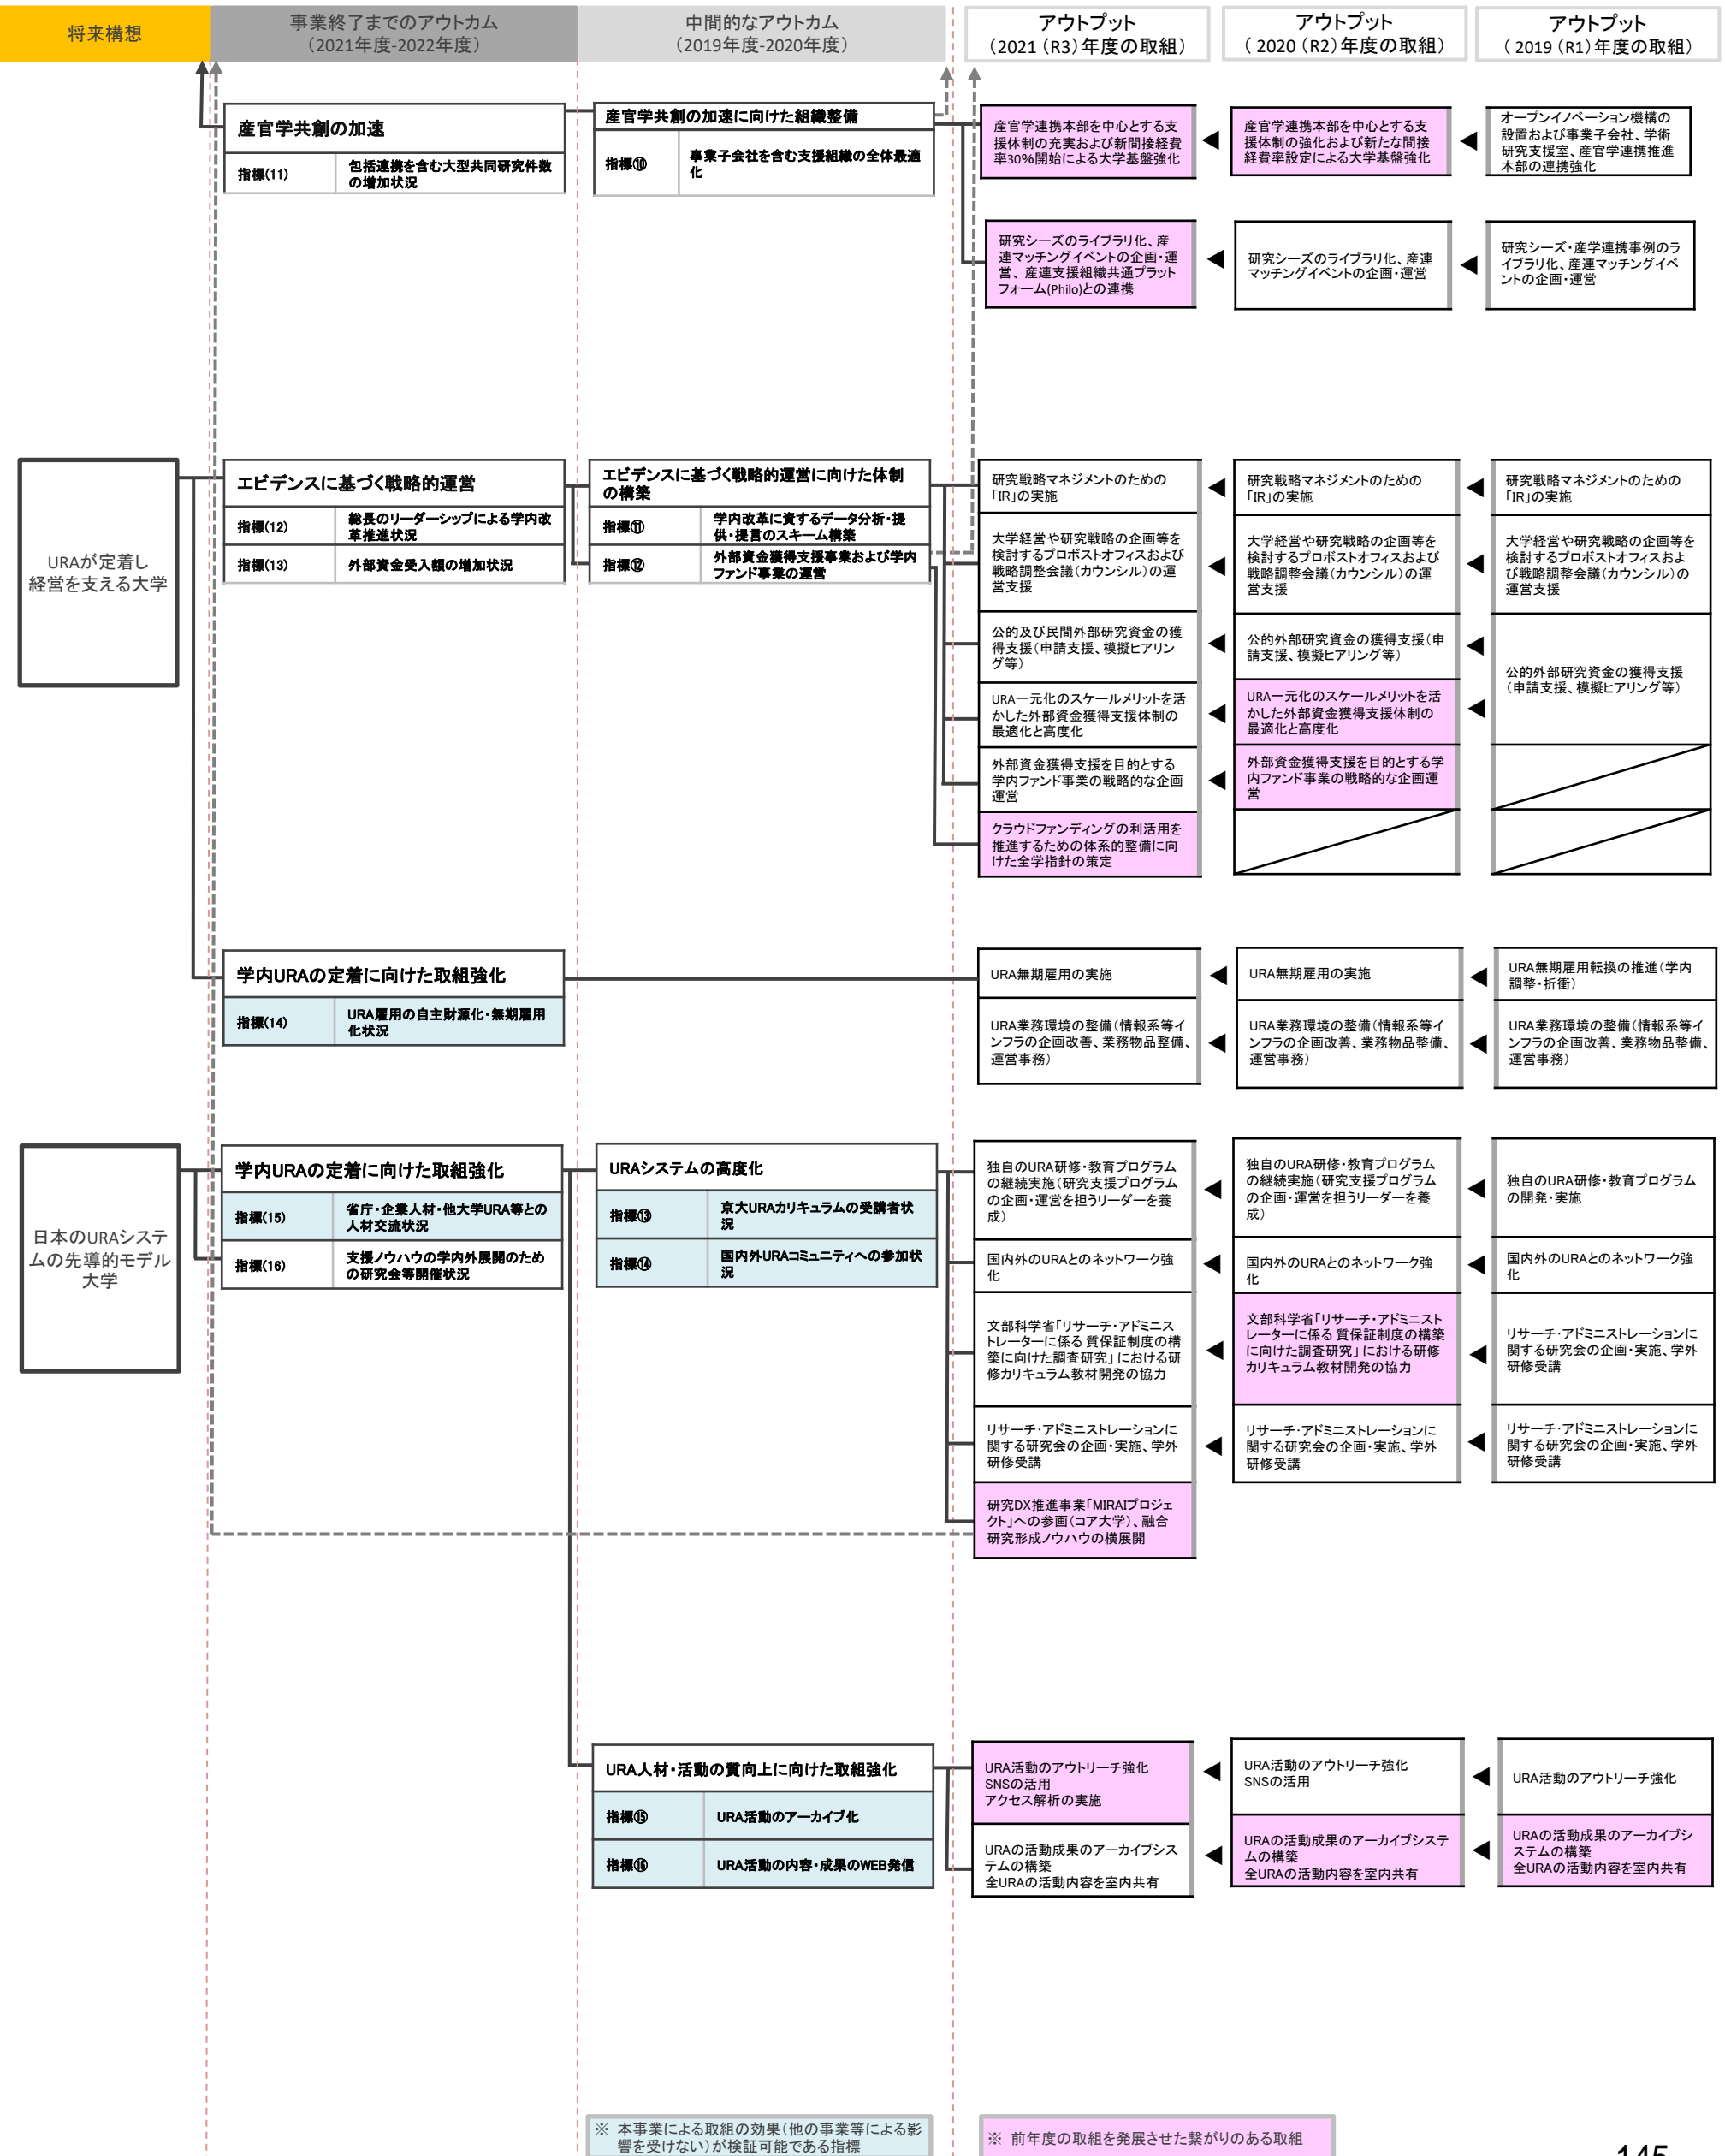 将来構想
事業終了までのアウトカム
（2021年度-2022年度）
中間的なアウトカム
（2019年度-2020年度）
アウトプット
（2021（R3）年度の取組）
アウトプット
（ 2020（R2）年度の取組）
アウトプット
（ 2019（R1）年度の取組）
産官学共創の加速
指標(11)
包括連携を含む大型共同研究件数
の増加状況
産官学共創の加速に向けた組織整備
指標⑩
事業子会社を含む支援組織の全体最適
化
産官学連携本部を中心とする支
援体制の充実および新間接経費
率30％開始による大学基盤強化
産官学連携本部を中心とする支
援体制の強化および新たな間接
経費率設定による大学基盤強化
オープンイノベーション機構の
設置および事業子会社、学術
研究支援室、産官学連携推進
本部の連携強化
研究シーズのライブラリ化、産
連マッチングイベントの企画・運
営、産連支援組織共通プラット
フォーム(Philo)との連携
研究シーズのライブラリ化、産連
マッチングイベントの企画・運営
研究シーズ・産学連携事例のラ
イブラリ化、産連マッチングイベ
ントの企画・運営
URAが定着し
経営を支える大学
エビデンスに基づく戦略的運営
指標(12)
総長のリーダーシップによる学内改
革推進状況
指標(13)
外部資金受入額の増加状況
エビデンスに基づく戦略的運営に向けた体制
の構築
指標⑪
学内改革に資するデータ分析・提
供・提言のスキーム構築
指標⑫
外部資金獲得支援事業および学内
ファンド事業の運営
研究戦略マネジメントのための
「IR」の実施
研究戦略マネジメントのための
「IR」の実施
研究戦略マネジメントのための
「IR」の実施
大学経営や研究戦略の企画等を
検討するプロボストオフィスおよび
戦略調整会議（カウンシル）の運
営支援
大学経営や研究戦略の企画等を
検討するプロボストオフィスおよび
戦略調整会議（カウンシル）の運
営支援
大学経営や研究戦略の企画等を
検討するプロボストオフィスおよ
び戦略調整会議（カウンシル）の
運営支援
公的及び民間外部研究資金の獲
得支援（申請支援、模擬ヒアリン
グ等）
公的外部研究資金の獲得支援（申
請支援、模擬ヒアリング等）
公的外部研究資金の獲得支援
（申請支援、模擬ヒアリング等）
URA一元化のスケールメリットを活
かした外部資金獲得支援体制の
最適化と高度化
URA一元化のスケールメリットを活
かした外部資金獲得支援体制の
最適化と高度化
外部資金獲得支援を目的とする
学内ファンド事業の戦略的な企画
運営
外部資金獲得支援を目的とする学
内ファンド事業の戦略的な企画運
営
クラウドファンディングの利活用を
推進するための体系的整備に向
けた全学指針の策定
学内URAの定着に向けた取組強化
指標(14)
URA雇用の自主財源化・無期雇用
化状況
URA無期雇用の実施
URA無期雇用の実施
URA無期雇用転換の推進（学内
調整・折衝）
URA業務環境の整備（情報系等イ
ンフラの企画改善、業務物品整備、
運営事務）
URA業務環境の整備（情報系等イ
ンフラの企画改善、業務物品整備、
運営事務）
URA業務環境の整備（情報系等イ
ンフラの企画改善、業務物品整備、
運営事務）
日本のURAシステ
ムの先導的モデル
大学
学内URAの定着に向けた取組強化
指標(15)
省庁・企業人材・他大学URA等との
人材交流状況
指標(16)
支援ノウハウの学内外展開のため
の研究会等開催状況
URAシステムの高度化
指標⑬
京大URAカリキュラムの受講者状
況
指標⑭
国内外URAコミュニティへの参加状
況
独自のURA研修・教育プログラム
の継続実施（研究支援プログラム
の企画・運営を担うリーダーを養
成）
独自のURA研修・教育プログラム
の継続実施（研究支援プログラム
の企画・運営を担うリーダーを養
成）
独自のURA研修・教育プログラム
の開発・実施
国内外のURAとのネットワーク強
化
国内外のURAとのネットワーク強
化
国内外のURAとのネットワーク強
化
文部科学省「リサーチ・アドミニス
トレーターに係る 質保証制度の構
築に向けた調査研究」 における研
修カリキュラム教材開発の協力
文部科学省「リサーチ・アドミニスト
レーターに係る 質保証制度の構築
に向けた調査研究」 における研修
カリキュラム教材開発の協力
リサーチ・アドミニストレーションに
関する研究会の企画・実施、学外
研修受講
リサーチ・アドミニストレーションに
関する研究会の企画・実施、学外
研修受講
リサーチ・アドミニストレーションに
関する研究会の企画・実施、学外
研修受講
リサーチ・アドミニストレーションに
関する研究会の企画・実施、学外
研修受講
研究DX推進事業「MIRAIプロジェ
クト」への参画（コア大学）、融合
研究形成ノウハウの横展開
URA人材・活動の質向上に向けた取組強化
指標⑮
URA活動のアーカイブ化
指標⑯
URA活動の内容・成果のWEB発信
URA活動のアウトリーチ強化
SNSの活用
アクセス解析の実施
URA活動のアウトリーチ強化
SNSの活用
URA活動のアウトリーチ強化
URAの活動成果のアーカイブシス
テムの構築
全URAの活動内容を室内共有
URAの活動成果のアーカイブシステ
ムの構築
全URAの活動内容を室内共有
URAの活動成果のアーカイブシ
ステムの構築
全URAの活動内容を室内共有
※ 本事業による取組の効果（他の事業等による影
響を受けない）が検証可能である指標
※ 前年度の取組を発展させた繋がりのある取組
145